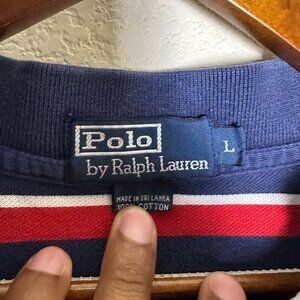 Polo
by Ralph Lauren
L
MADE IN SRI LANKA
100% COTTON